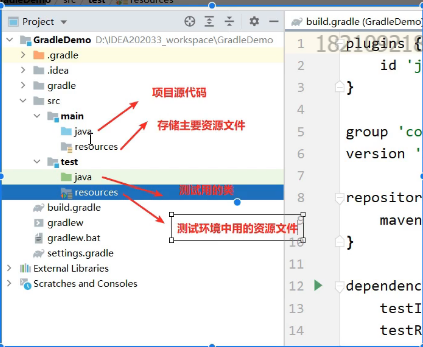 GradleDemo
src
test
resources
Project
build.gradle (GradleDemo)
GradleDemo D:\IDEA202033_workspace\GradleDemo
.gradle
.idea
gradle
src
main
java
项目源代码
resources
存储主要资源文件
test
java
测试用的类
resources
测试环境中用的资源文件
build.gradle
gradlew
gradlew.bat
settings.gradle
External Libraries
Scratches and Consoles
1 plugins {
2 id 'j
3 }
4
5 group 'co
6 version '
7
8 repositor
9 maven
10 }
11
12 dependenc
13 testI
14 testR